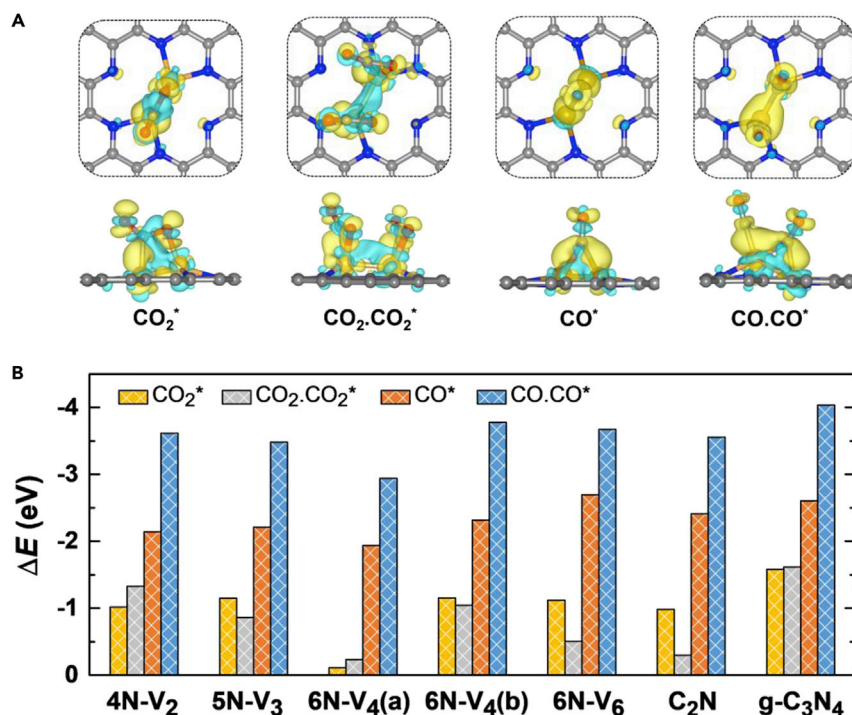 A
CO₂* CO₂.CO₂* CO* CO.CO*
B
CO₂* CO₂.CO₂* CO* CO.CO*
ΔE (eV)
-4
-3
-2
-1
0
4N-V₂ 5N-V₃ 6N-V₄(a) 6N-V₄(b) 6N-V₆ C₂N g-C₃N₄